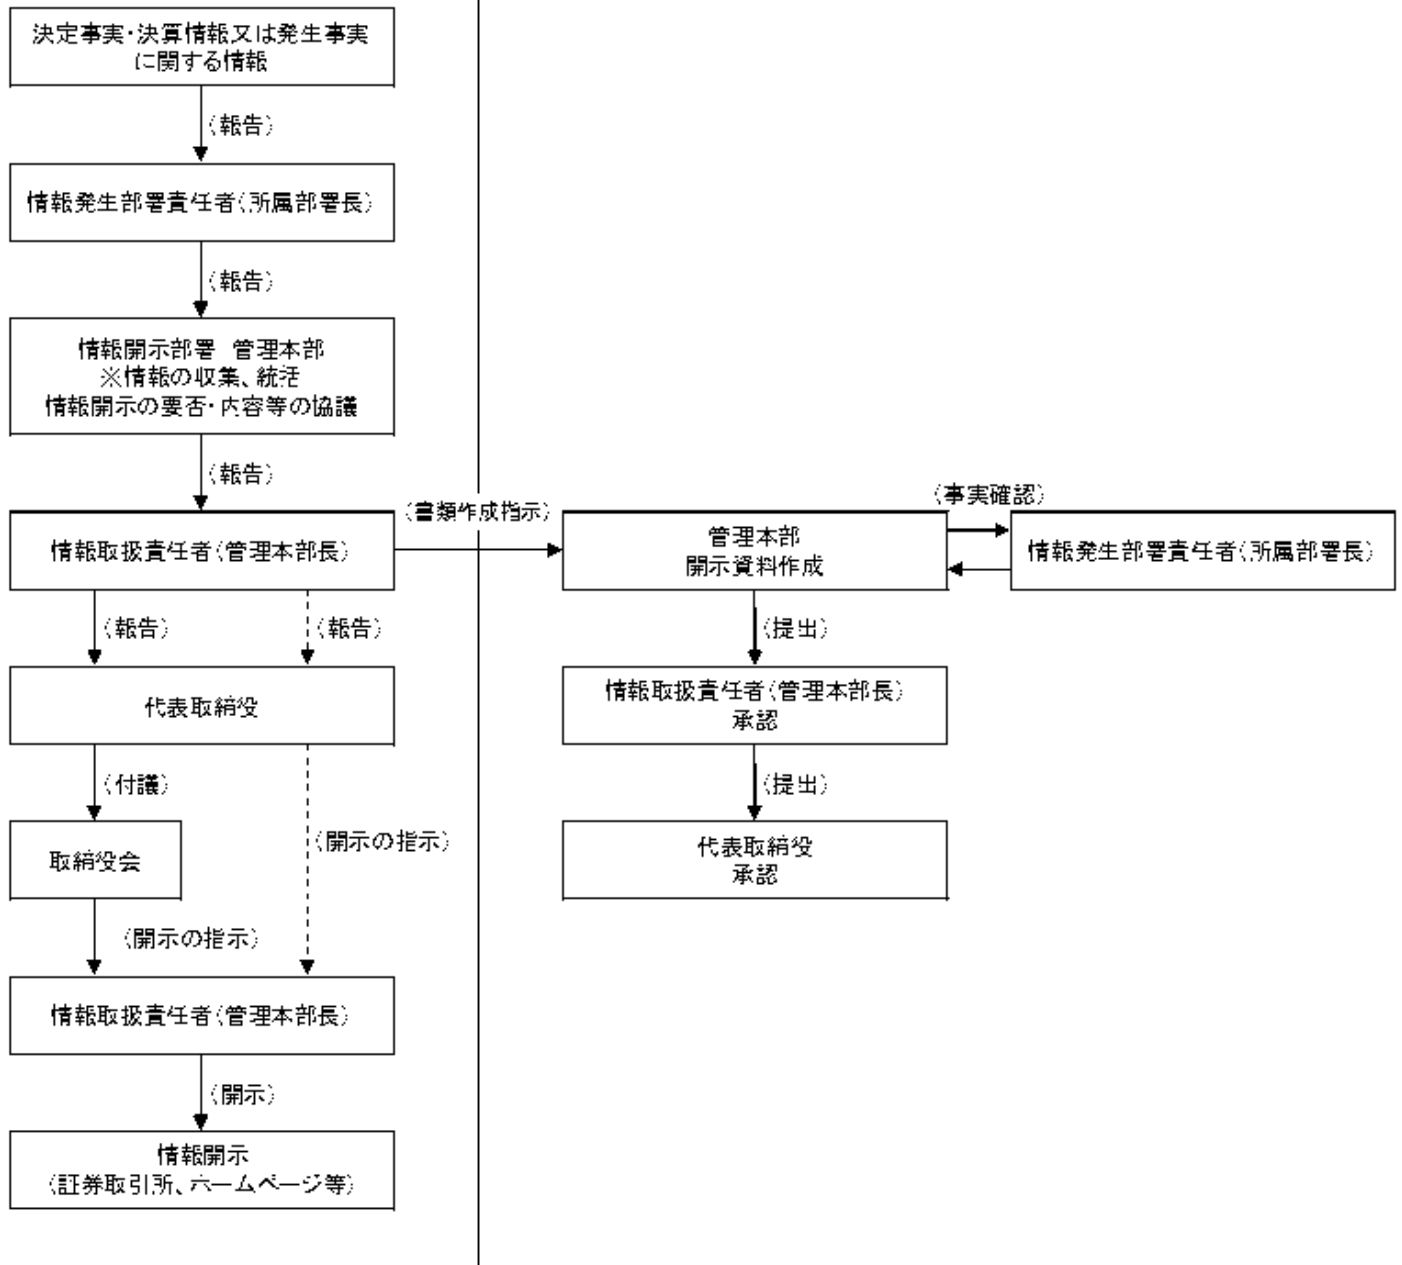 決定事実・決算情報又は発生事実
に関する情報
（報告）
情報発生部署責任者（所属部署長）
（報告）
情報開示部署　管理本部
※情報の収集、統括
情報開示の要否・内容等の協議
（報告）
情報取扱責任者（管理本部長）
（書類作成指示）
管理本部
開示資料作成
（事実確認）
情報発生部署責任者（所属部署長）
（報告）
（報告）
代表取締役
（付議）
取締役会
（開示の指示）
（開示の指示）
情報取扱責任者（管理本部長）
（開示）
情報開示
（証券取引所、ホームページ等）
（提出）
情報取扱責任者（管理本部長）
承認
（提出）
代表取締役
承認